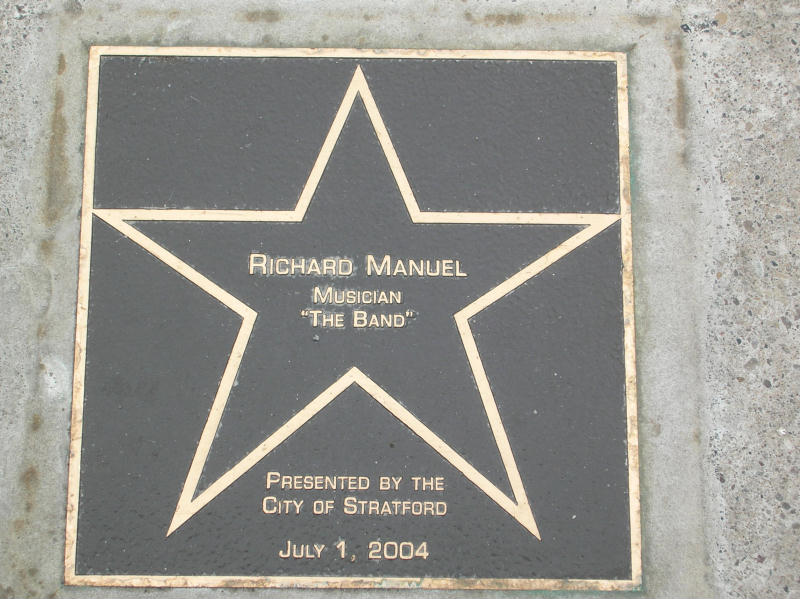 RICHARD MANUEL
MUSICIAN
"THE BAND"
PRESENTED BY THE
CITY OF STRATFORD
JULY 1, 2004